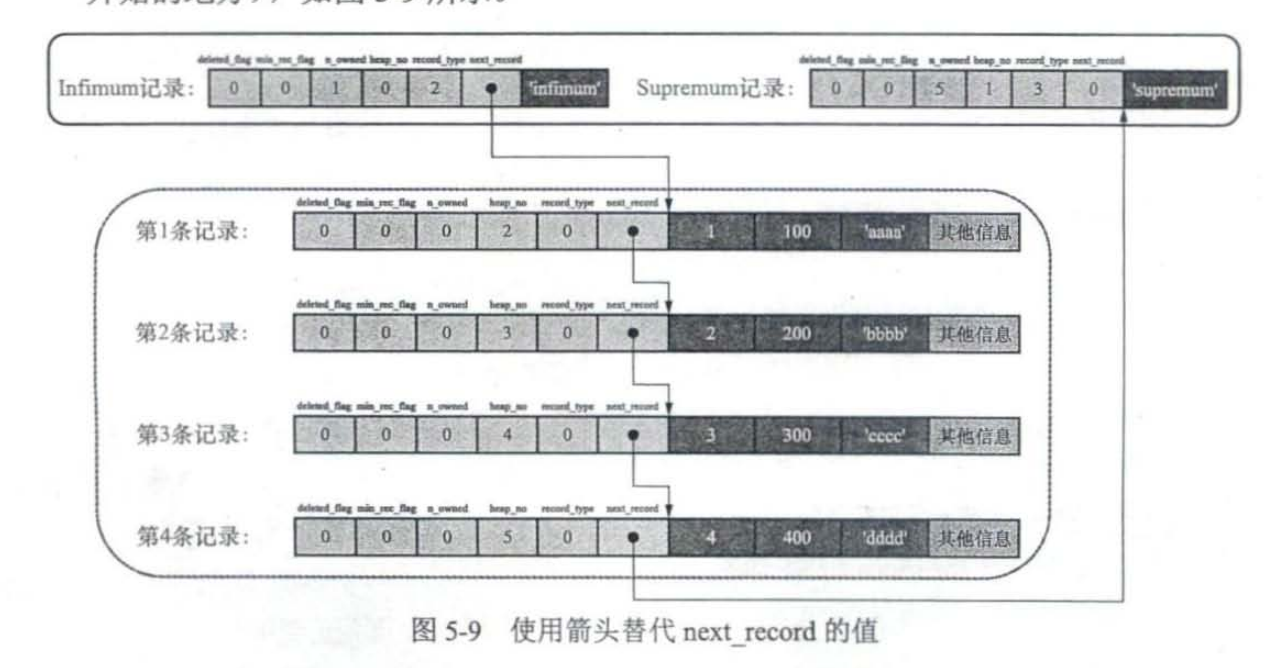 开始的地方), 如图 5-9 所示。
deleted_flag min_rec_flag n_owned heap_no record_type next_record deleted_flag min_rec_flag n_owned heap_no record_type next_record
Infimum记录: 0 0 1 0 2 'infimum' Supremum记录: 0 0 5 1 3 0 'supremum'
deleted_flag min_rec_flag n_owned heap_no record_type next_record
第1条记录: 0 0 0 2 0 1 100 'aaaa' 其他信息
deleted_flag min_rec_flag n_owned heap_no record_type next_record
第2条记录: 0 0 0 3 0 2 200 'bbbb' 其他信息
deleted_flag min_rec_flag n_owned heap_no record_type next_record
第3条记录: 0 0 0 4 0 3 300 'cccc' 其他信息
deleted_flag min_rec_flag n_owned heap_no record_type next_record
第4条记录: 0 0 0 5 0 4 400 'dddd' 其他信息
图 5-9 使用箭头替代 next_record 的值